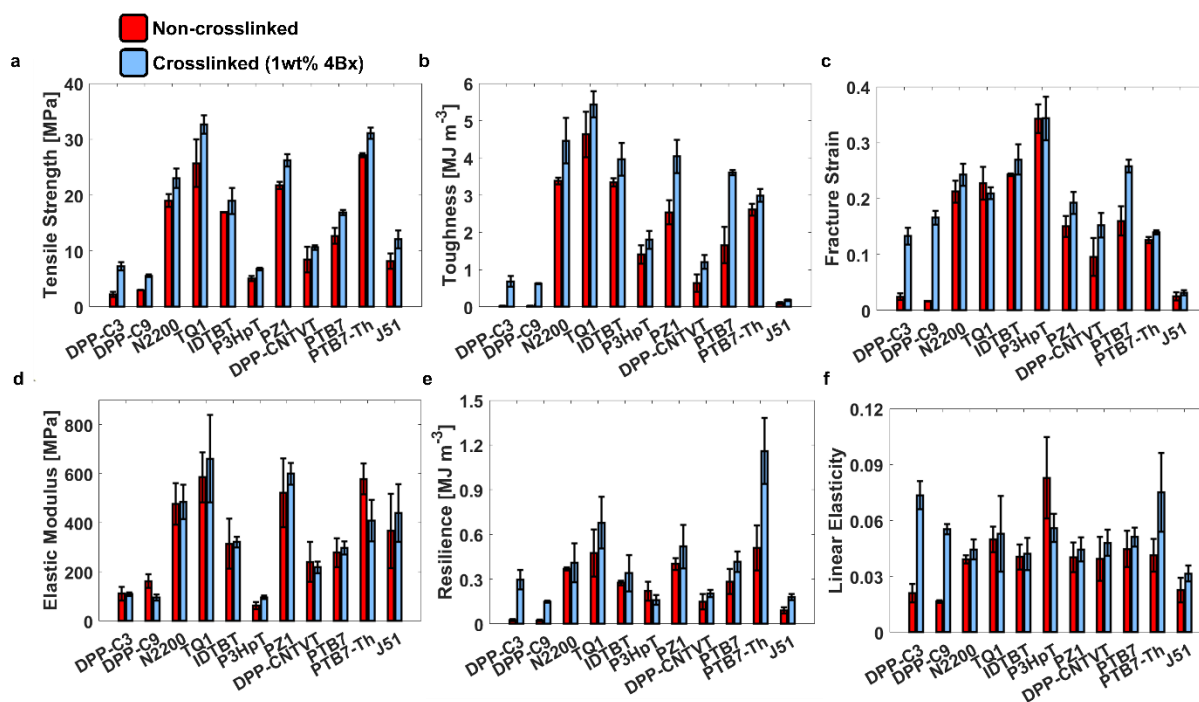 Non-crosslinked
Crosslinked (1wt% 4Bx)
a
Tensile Strength [MPa]
40
30
20
10
0
DPP-C3
DPP-C9
N2200
TQ1
IDTBT
P3HpT
PZ1
DPP-CNTVT
PTB7
PTB7-Th
J51
b
Toughness [MJ m⁻³]
6
5
4
3
2
1
0
DPP-C3
DPP-C9
N2200
TQ1
IDTBT
P3HpT
PZ1
DPP-CNTVT
PTB7
PTB7-Th
J51
c
Fracture Strain
0.4
0.3
0.2
0.1
0
DPP-C3
DPP-C9
N2200
TQ1
IDTBT
P3HpT
PZ1
DPP-CNTVT
PTB7
PTB7-Th
J51
d
Elastic Modulus [MPa]
800
600
400
200
0
DPP-C3
DPP-C9
N2200
TQ1
IDTBT
P3HpT
PZ1
DPP-CNTVT
PTB7
PTB7-Th
J51
e
Resilience [MJ m⁻³]
1.5
1.2
0.9
0.6
0.3
0
DPP-C3
DPP-C9
N2200
TQ1
IDTBT
P3HpT
PZ1
DPP-CNTVT
PTB7
PTB7-Th
J51
f
Linear Elasticity
0.12
0.09
0.06
0.03
0
DPP-C3
DPP-C9
N2200
TQ1
IDTBT
P3HpT
PZ1
DPP-CNTVT
PTB7
PTB7-Th
J51